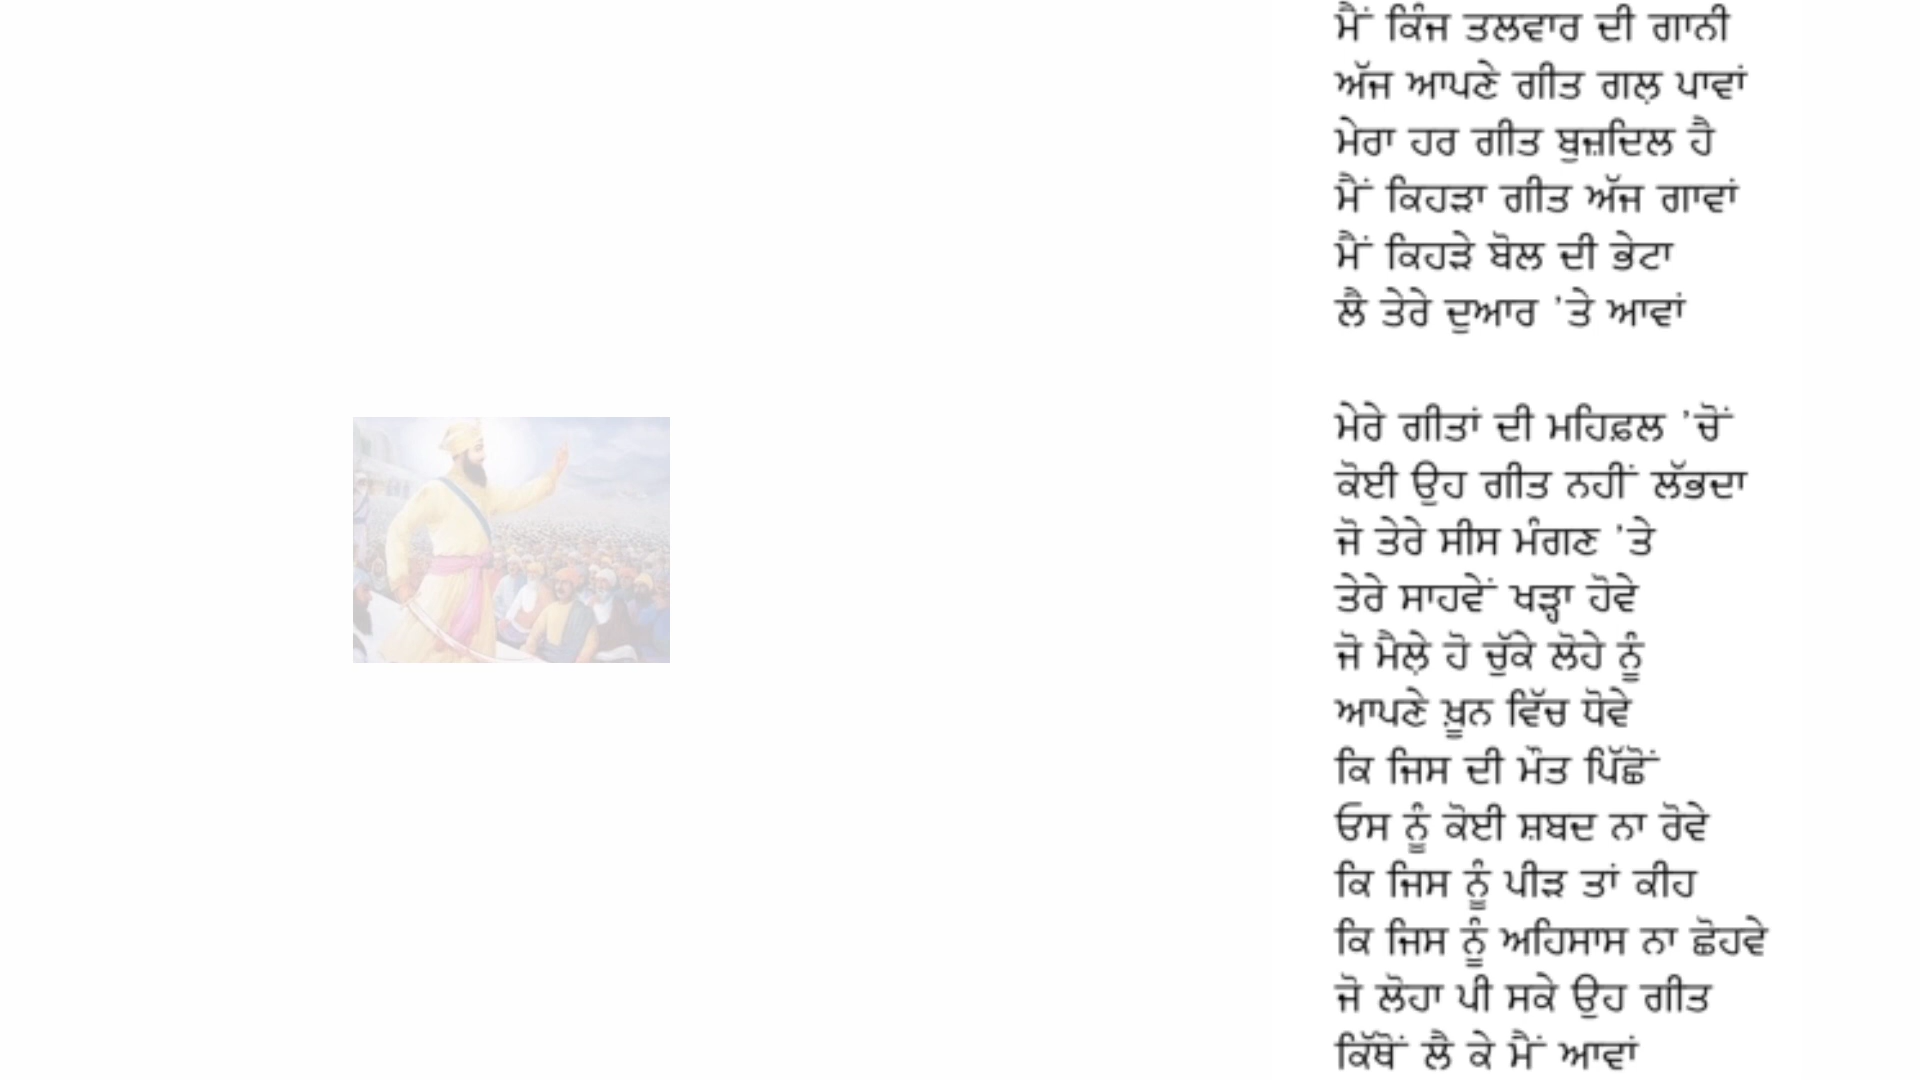 ਮੈਂ ਕਿੰਜ ਤਲਵਾਰ ਦੀ ਗਾਨੀ
ਅੱਜ ਆਪਣੇ ਗੀਤ ਗਲ਼ ਪਾਵਾਂ
ਮੇਰਾ ਹਰ ਗੀਤ ਬੁਜ਼ਦਿਲ ਹੈ
ਮੈਂ ਕਿਹੜਾ ਗੀਤ ਅੱਜ ਗਾਵਾਂ
ਮੈਂ ਕਿਹੜੇ ਬੋਲ ਦੀ ਭੇਟਾ
ਲੈ ਤੇਰੇ ਦੁਆਰ 'ਤੇ ਆਵਾਂ

ਮੇਰੇ ਗੀਤਾਂ ਦੀ ਮਹਿਫ਼ਲ 'ਚੋਂ
ਕੋਈ ਉਹ ਗੀਤ ਨਹੀਂ ਲੱਭਦਾ
ਜੋ ਤੇਰੇ ਸੀਸ ਮੰਗਣ 'ਤੇ
ਤੇਰੇ ਸਾਹਵੇਂ ਖੜ੍ਹਾ ਹੋਵੇ
ਜੋ ਮੈਲ਼ੇ ਹੋ ਚੁੱਕੇ ਲੋਹੇ ਨੂੰ
ਆਪਣੇ ਖ਼ੂਨ ਵਿੱਚ ਧੋਵੇ
ਕਿ ਜਿਸ ਦੀ ਮੌਤ ਪਿੱਛੋਂ
ਓਸ ਨੂੰ ਕੋਈ ਸ਼ਬਦ ਨਾ ਰੋਵੇ
ਕਿ ਜਿਸ ਨੂੰ ਪੀੜ ਤਾਂ ਕੀਹ
ਕਿ ਜਿਸ ਨੂੰ ਅਹਿਸਾਸ ਨਾ ਛੋਹਵੇ
ਜੋ ਲੋਹਾ ਪੀ ਸਕੇ ਉਹ ਗੀਤ
ਕਿੱਥੋਂ ਲੈ ਕੇ ਮੈਂ ਆਵਾਂ